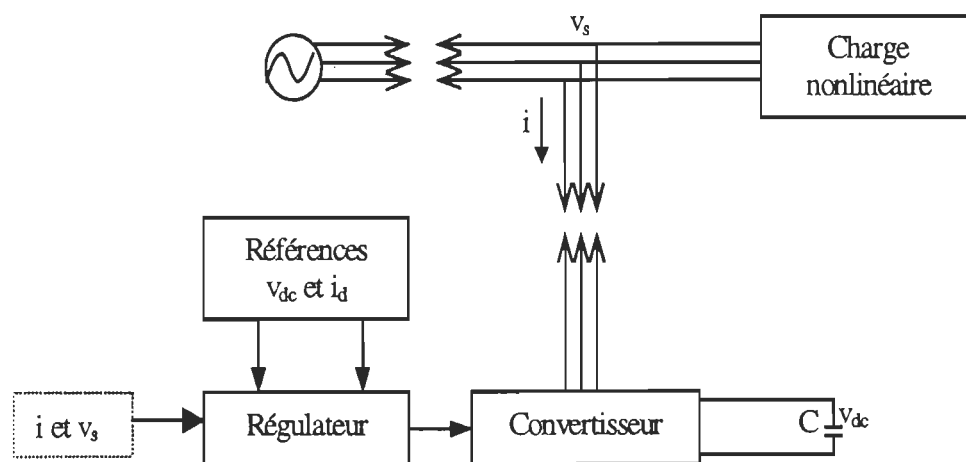 v_s
Charge
nonlinéaire
i
Références
v_dc et i_d
i et v_s
Régulateur
Convertisseur
C
v_dc